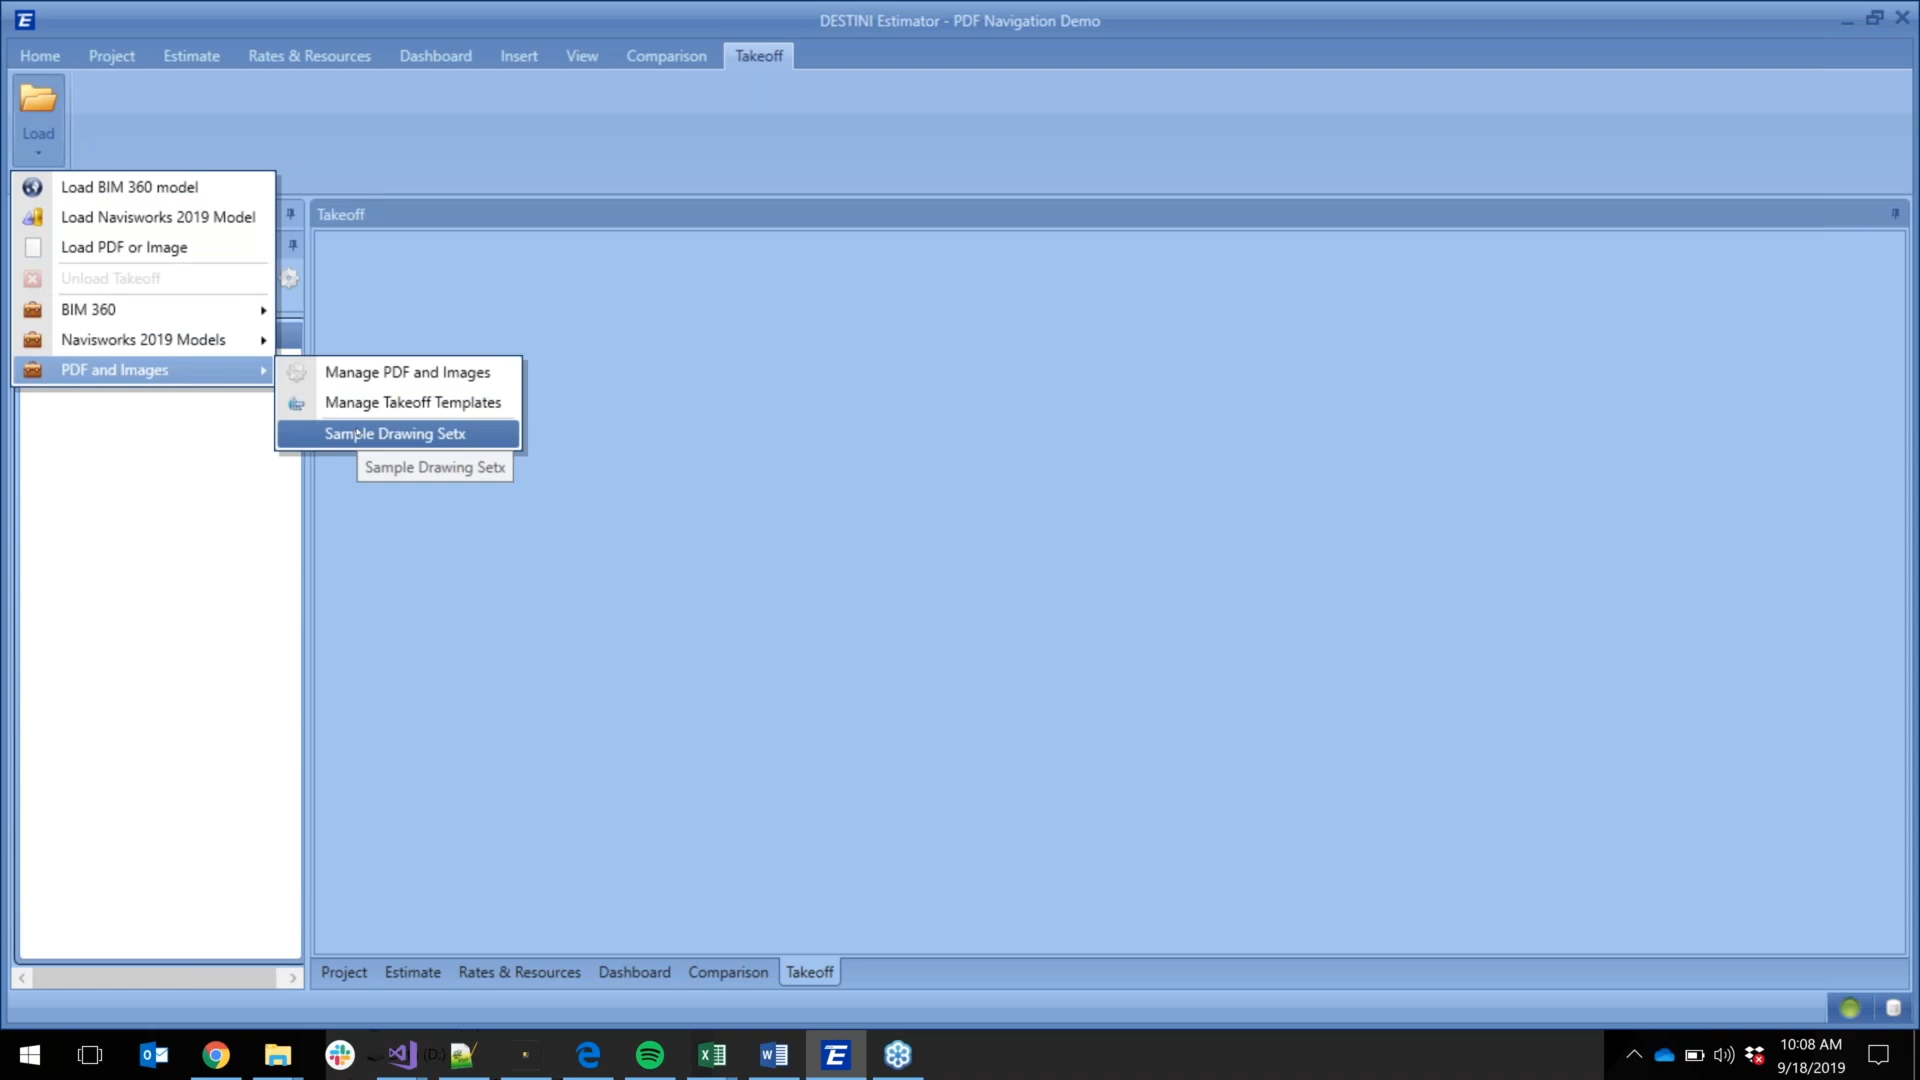 DESTINI Estimator - PDF Navigation Demo
Home Project Estimate Rates & Resources Dashboard Insert View Comparison Takeoff
Load
Load BIM 360 model
Load Navisworks 2019 Model
Load PDF or Image
Unload Takeoff
BIM 360
Navisworks 2019 Models
PDF and Images
Takeoff
Manage PDF and Images
Manage Takeoff Templates
Sample Drawing Setx
Sample Drawing Setx
Project Estimate Rates & Resources Dashboard Comparison Takeoff
(D:)
10:08 AM
9/18/2019